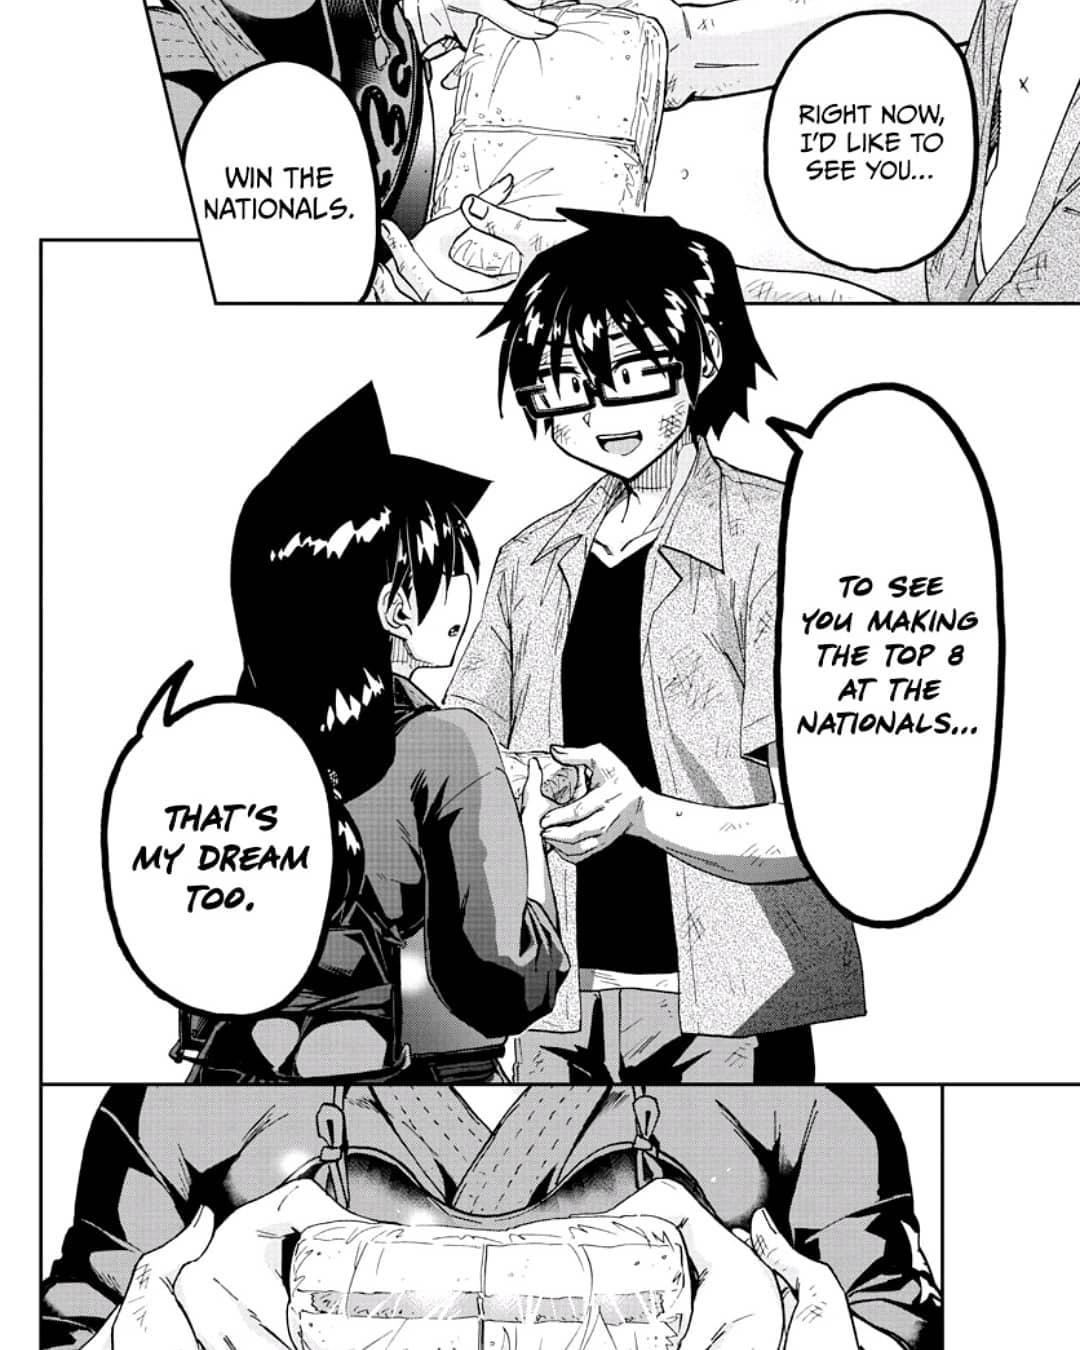 RIGHT NOW,
I'D LIKE TO
SEE YOU...
WIN THE
NATIONALS.
TO SEE
YOU MAKING
THE TOP 8
AT THE
NATIONALS...
THAT'S
MY DREAM
TOO.